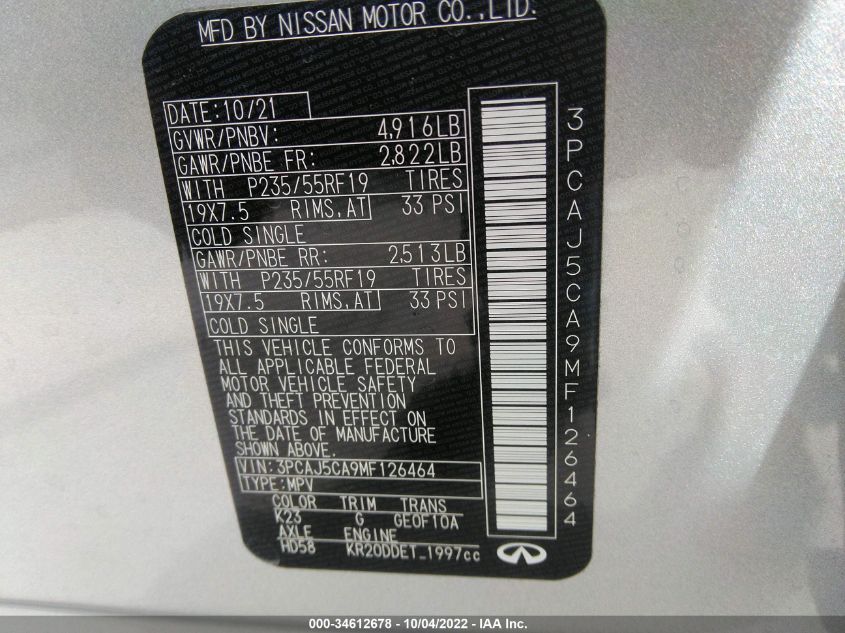 MFD BY NISSAN MOTOR CO.,LTD.
DATE:10/21
GVWR/PNBV: 4,916LB
GAWR/PNBE FR: 2,822LB
WITH P235/55RF19 TIRES
19X7.5 RIMS,AT 33 PSI
COLD SINGLE
GAWR/PNBE RR: 2,513LB
WITH P235/55RF19 TIRES
19X7.5 RIMS,AT 33 PSI
COLD SINGLE
THIS VEHICLE CONFORMS TO
ALL APPLICABLE FEDERAL
MOTOR VEHICLE SAFETY
AND THEFT PREVENTION
STANDARDS IN EFFECT ON
THE DATE OF MANUFACTURE
SHOWN ABOVE.
VIN: 3PCAJ5CA9MF126464
TYPE:MPV
COLOR TRIM TRANS
K23 G GE0F10A
AXLE ENGINE
HD58 KR20DDET 1997cc
3PCAJ5CA9MF126464
000-34612678 - 10/04/2022 - IAA Inc.